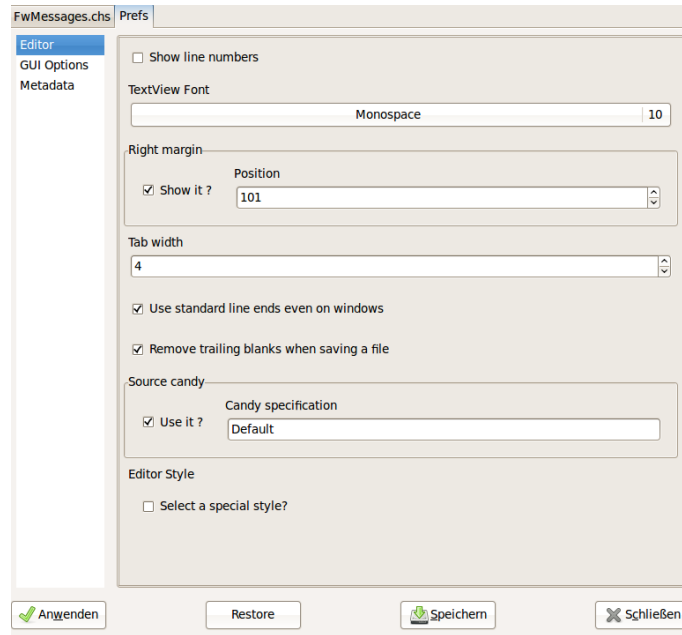 FwMessages.chs Prefs
Editor
GUI Options
Metadata
Show line numbers
TextView Font
Monospace 10
Right margin
Show it ?
Position
101
Tab width
4
Use standard line ends even on windows
Remove trailing blanks when saving a file
Source candy
Use it ?
Candy specification
Default
Editor Style
Select a special style?
Anwenden Restore Speichern Schließen